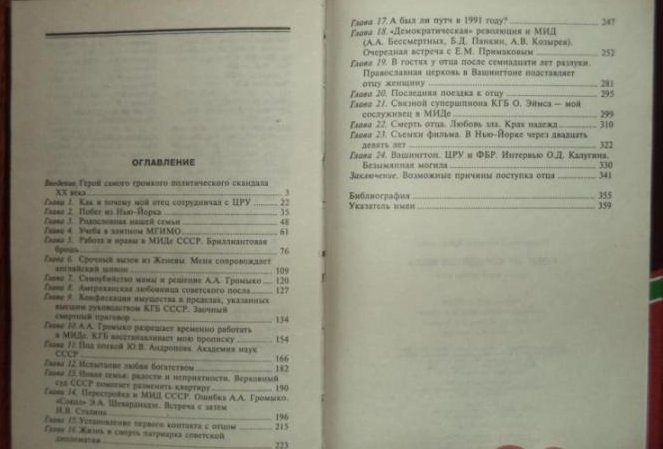 ОГЛАВЛЕНИЕ
Введение. Герой самого громкого политического скандала
XX века 3
Глава 1. Как и почему мой отец сотрудничал с ЦРУ 22
Глава 2. Побег из Нью-Йорка 35
Глава 3. Родословная нашей семьи 48
Глава 4. Учеба в элитном МГИМО 61
Глава 5. Работа и нравы в МИДе СССР. Бриллиантовая
брошь 76
Глава 6. Срочный вызов из Женевы. Меня сопровождает
английский шпион 109
Глава 7. Самоубийство мамы и решение А.А. Громыко 120
Глава 8. Американская любовница советского посла 127
Глава 9. Конфискация имущества в пределах, указанных
высшим руководством КГБ СССР. Заочный
смертный приговор 134
Глава 10. А.А. Громыко разрешает временно работать
в МИДе. КГБ восстанавливает мою прописку 154
Глава 11. Под опекой Ю.В. Андропова. Академия наук
СССР 166
Глава 12. Испытание любви богатством 182
Глава 13. Новая семья: радости и неприятности. Верховный
суд СССР помогает разменять квартиру 190
Глава 14. Перестройка и МИД СССР. Ошибка А.А. Громыко.
«Сокол» Э.А. Шеварднадзе. Встреча с зятем
И.В. Сталина 196
Глава 15. Установление первого контакта с отцом 215
Глава 16. Жизнь и смерть патриарха советской
дипломатии 223
Глава 17. А был ли путч в 1991 году? 247
Глава 18. «Демократическая» революция и МИД
(А.А. Бессмертных, Б.Д. Панкин, А.В. Козырев).
Очередная встреча с Е.М. Примаковым 252
Глава 19. В гостях у отца после семнадцати лет разлуки.
Православная церковь в Вашингтоне подставляет
отцу женщину 281
Глава 20. Последняя поездка к отцу 295
Глава 21. Связной супершпиона КГБ О. Эймса — мой
сослуживец в МИДе 299
Глава 22. Смерть отца. Любовь зла. Крах надежд 310
Глава 23. Съемки фильма. В Нью-Йорке через двадцать
девять лет 322
Глава 24. Вашингтон. ЦРУ и ФБР. Интервью О.Д. Калугина.
Безымянная могила 330
Заключение. Возможные причины поступка отца 341
Библиография 355
Указатель имен 359